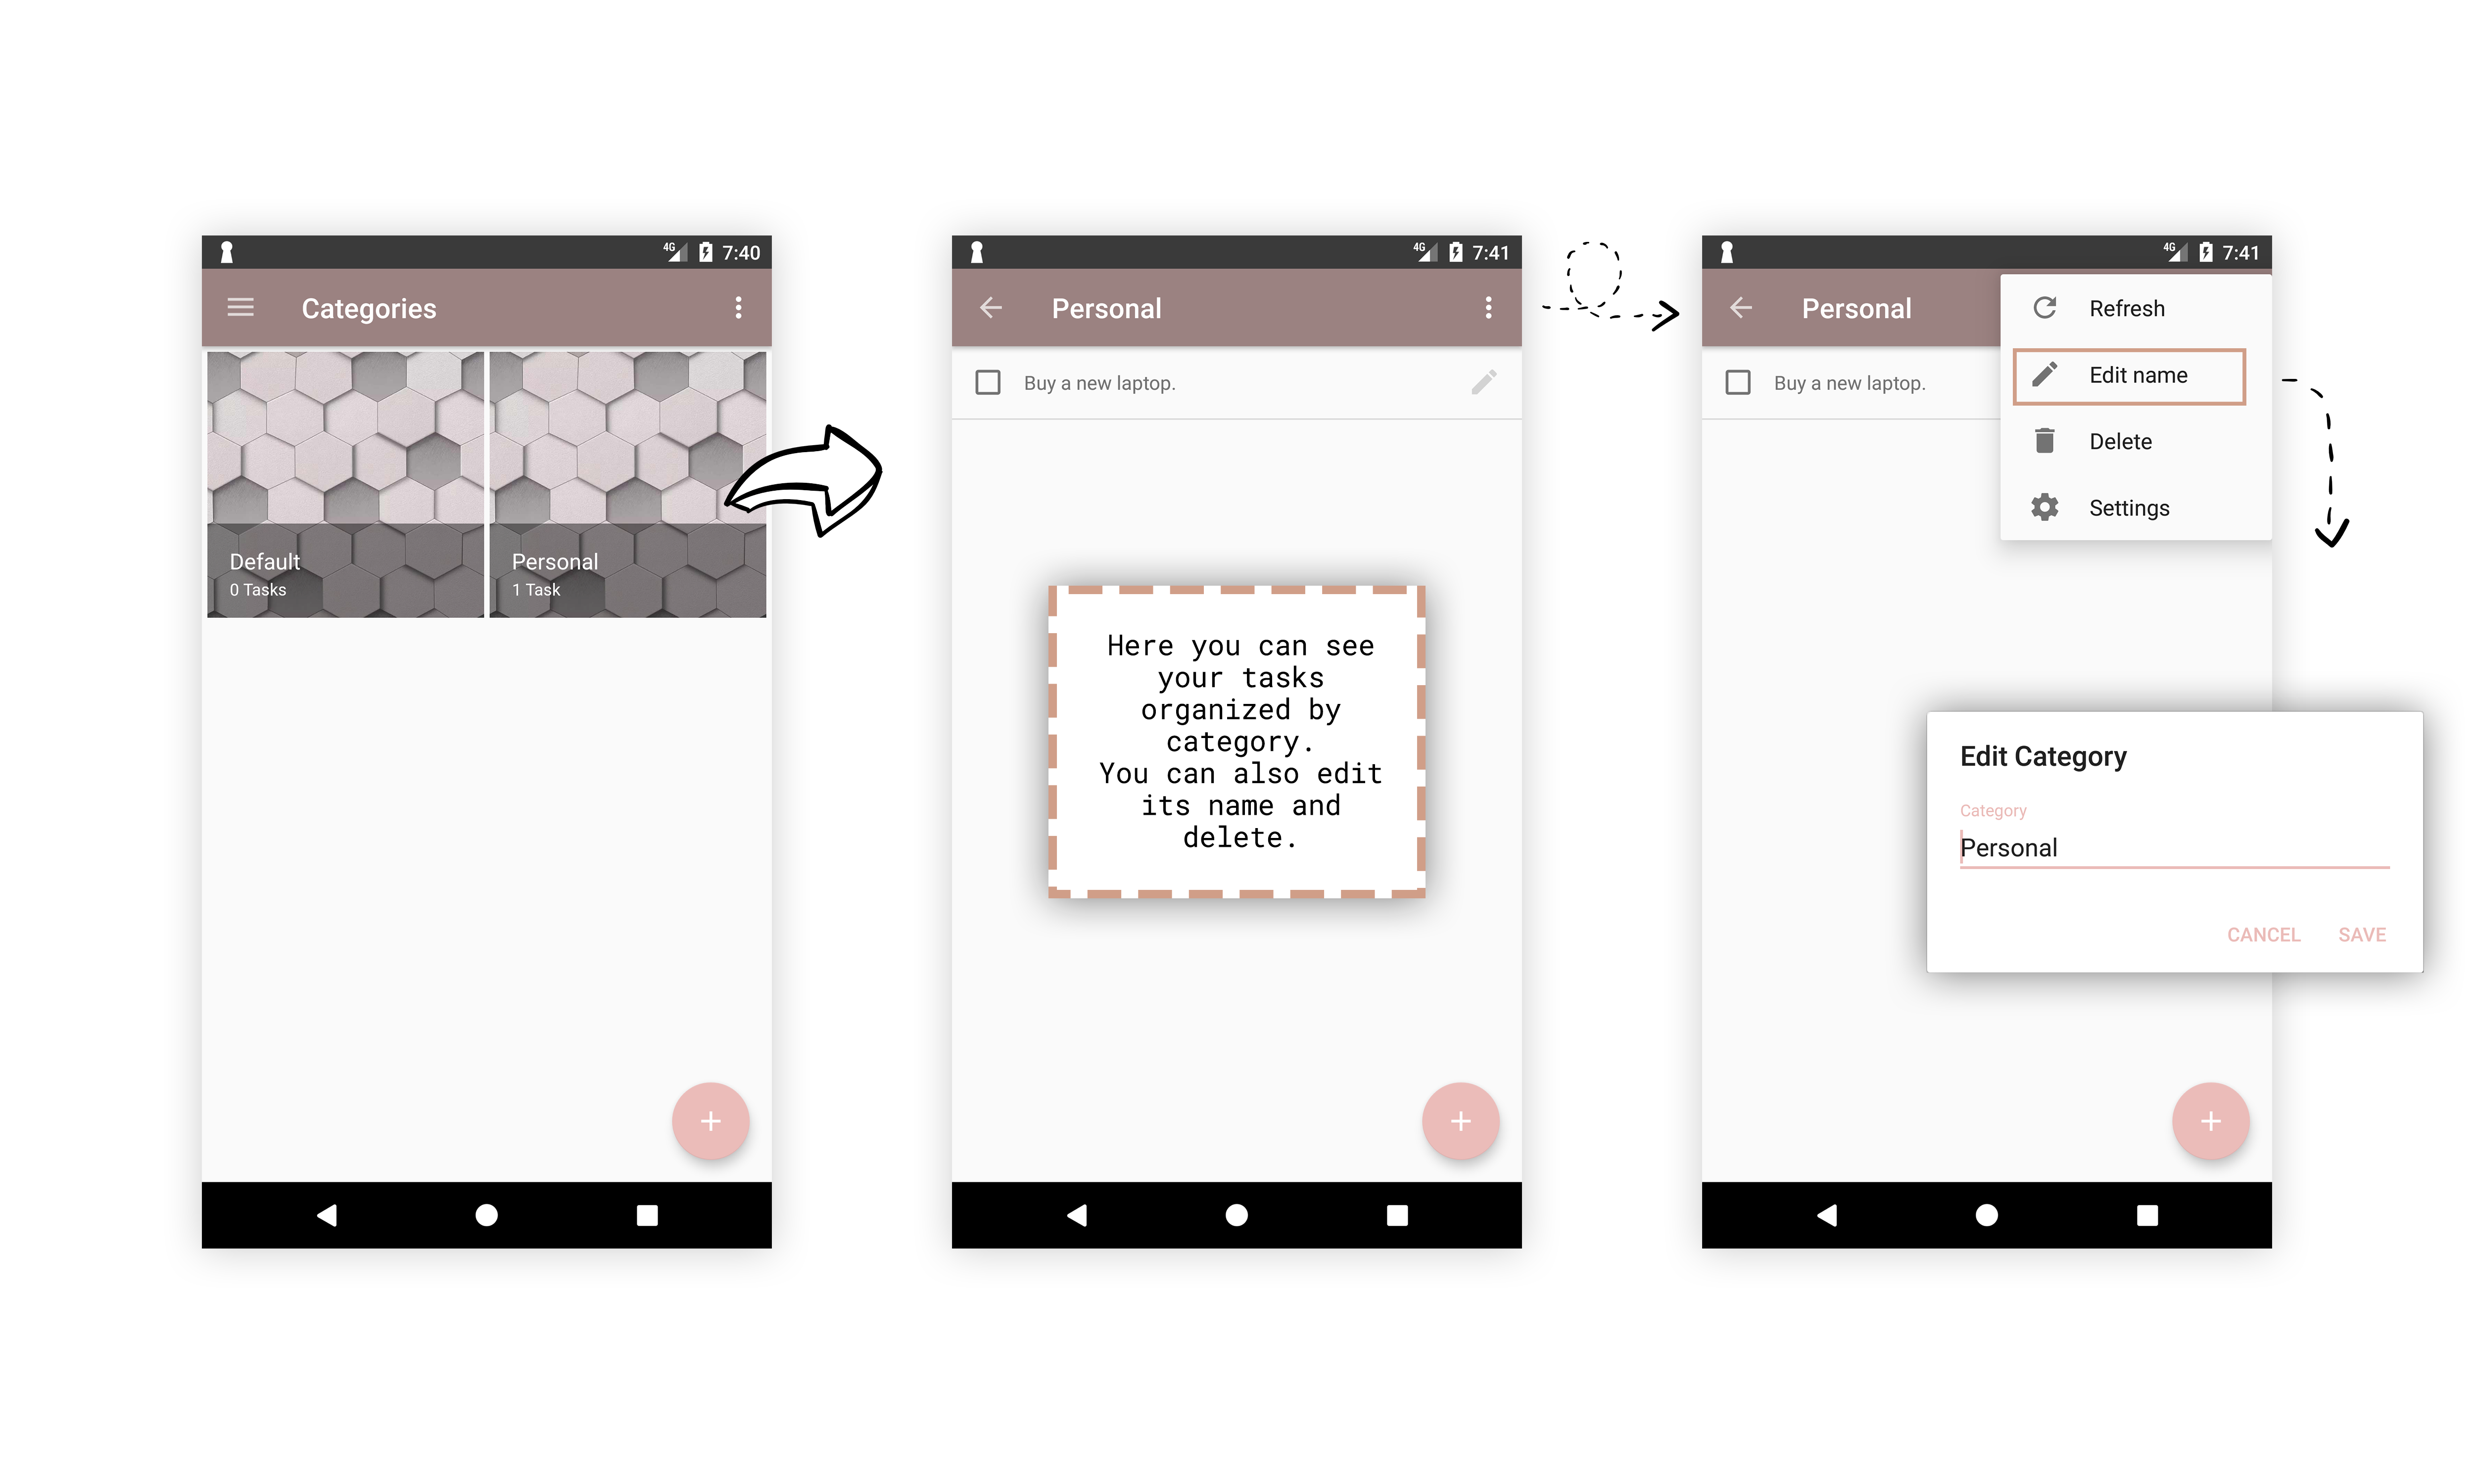 4G 7:40
Categories
Default
0 Tasks
Personal
1 Task
4G 7:41
Personal
Buy a new laptop.
Here you can see
your tasks
organized by
category.
You can also edit
its name and
delete.
4G 7:41
Personal
Buy a new laptop.
Refresh
Edit name
Delete
Settings
Edit Category
Category
Personal
CANCEL SAVE